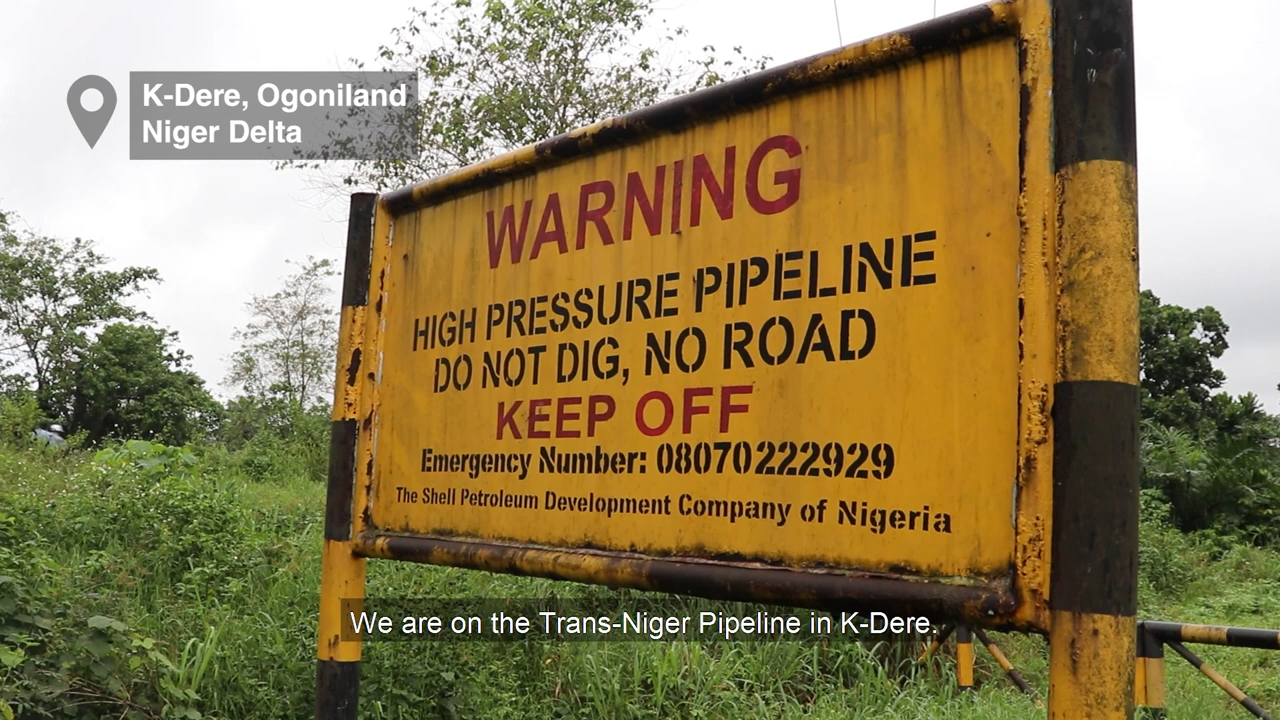 K-Dere, Ogoniland
Niger Delta
WARNING
HIGH PRESSURE PIPELINE
DO NOT DIG, NO ROAD
KEEP OFF
Emergency Number: 08070222929
The Shell Petroleum Development Company of Nigeria
We are on the Trans-Niger Pipeline in K-Dere.